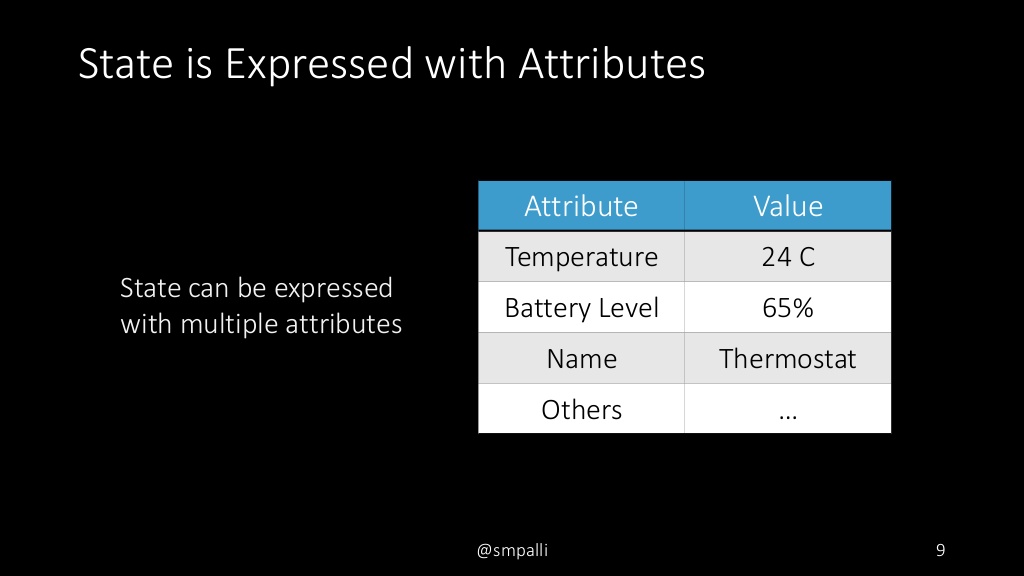 State is Expressed with Attributes
State can be expressed
with multiple attributes
Attribute Value
Temperature 24 C
Battery Level 65%
Name Thermostat
Others ...
@smpalli
9